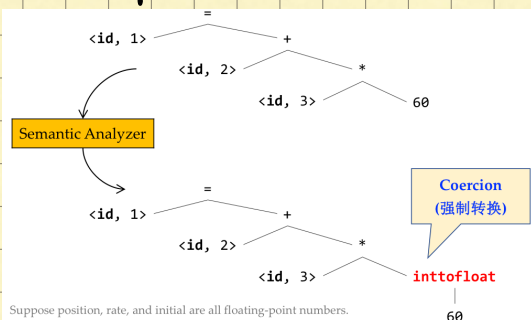 =
<id, 1> +
<id, 2> *
<id, 3> 60
Semantic Analyzer
Coercion
(强制转换)
=
<id, 1> +
<id, 2> *
<id, 3> inttofloat
60
Suppose position, rate, and initial are all floating-point numbers.